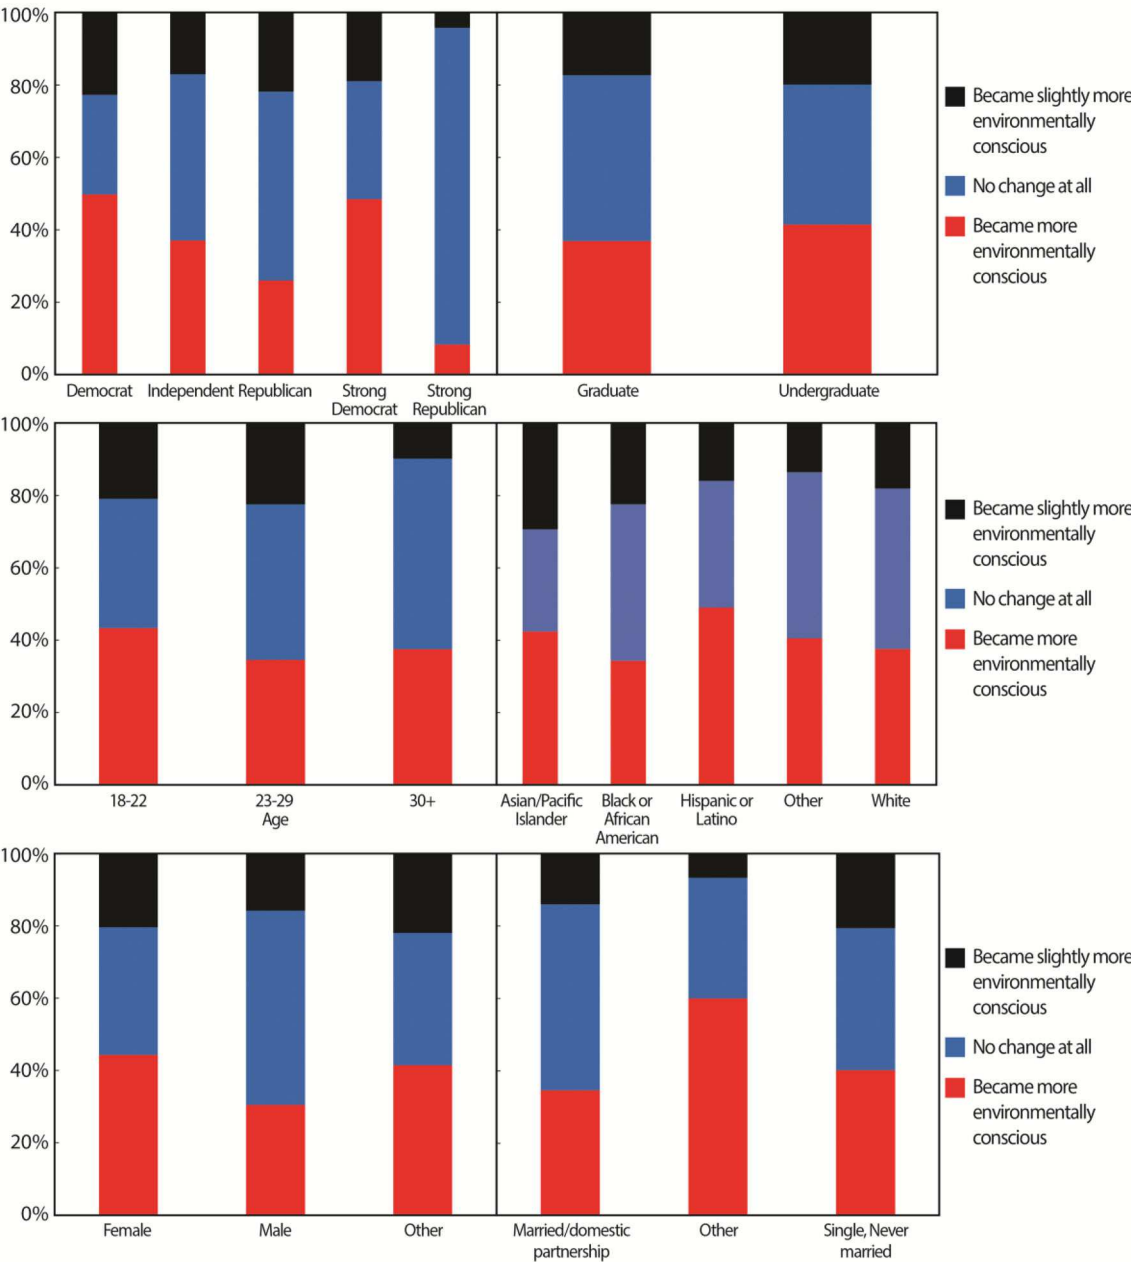 100%
80%
60%
40%
20%
0%
Democrat
Independent
Republican
Strong
Democrat
Strong
Republican
Graduate
Undergraduate
Became slightly more
environmentally
conscious
No change at all
Became more
environmentally
conscious
100%
80%
60%
40%
20%
0%
18-22
23-29
30+
Age
Asian/Pacific
Islander
Black or
African
American
Hispanic or
Latino
Other
White
Became slightly more
environmentally
conscious
No change at all
Became more
environmentally
conscious
100%
80%
60%
40%
20%
0%
Female
Male
Other
Married/domestic
partnership
Other
Single, Never
married
Became slightly more
environmentally
conscious
No change at all
Became more
environmentally
conscious